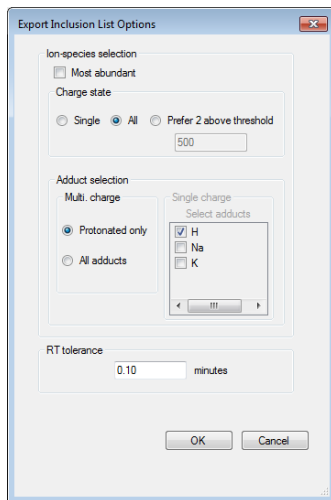 Export Inclusion List Options
Ion-species selection
Most abundant
Charge state
Single All Prefer 2 above threshold
500
Adduct selection
Multi. charge
Protonated only
All adducts
Single charge
Select adducts
H
Na
K
RT tolerance
0.10 minutes
OK Cancel